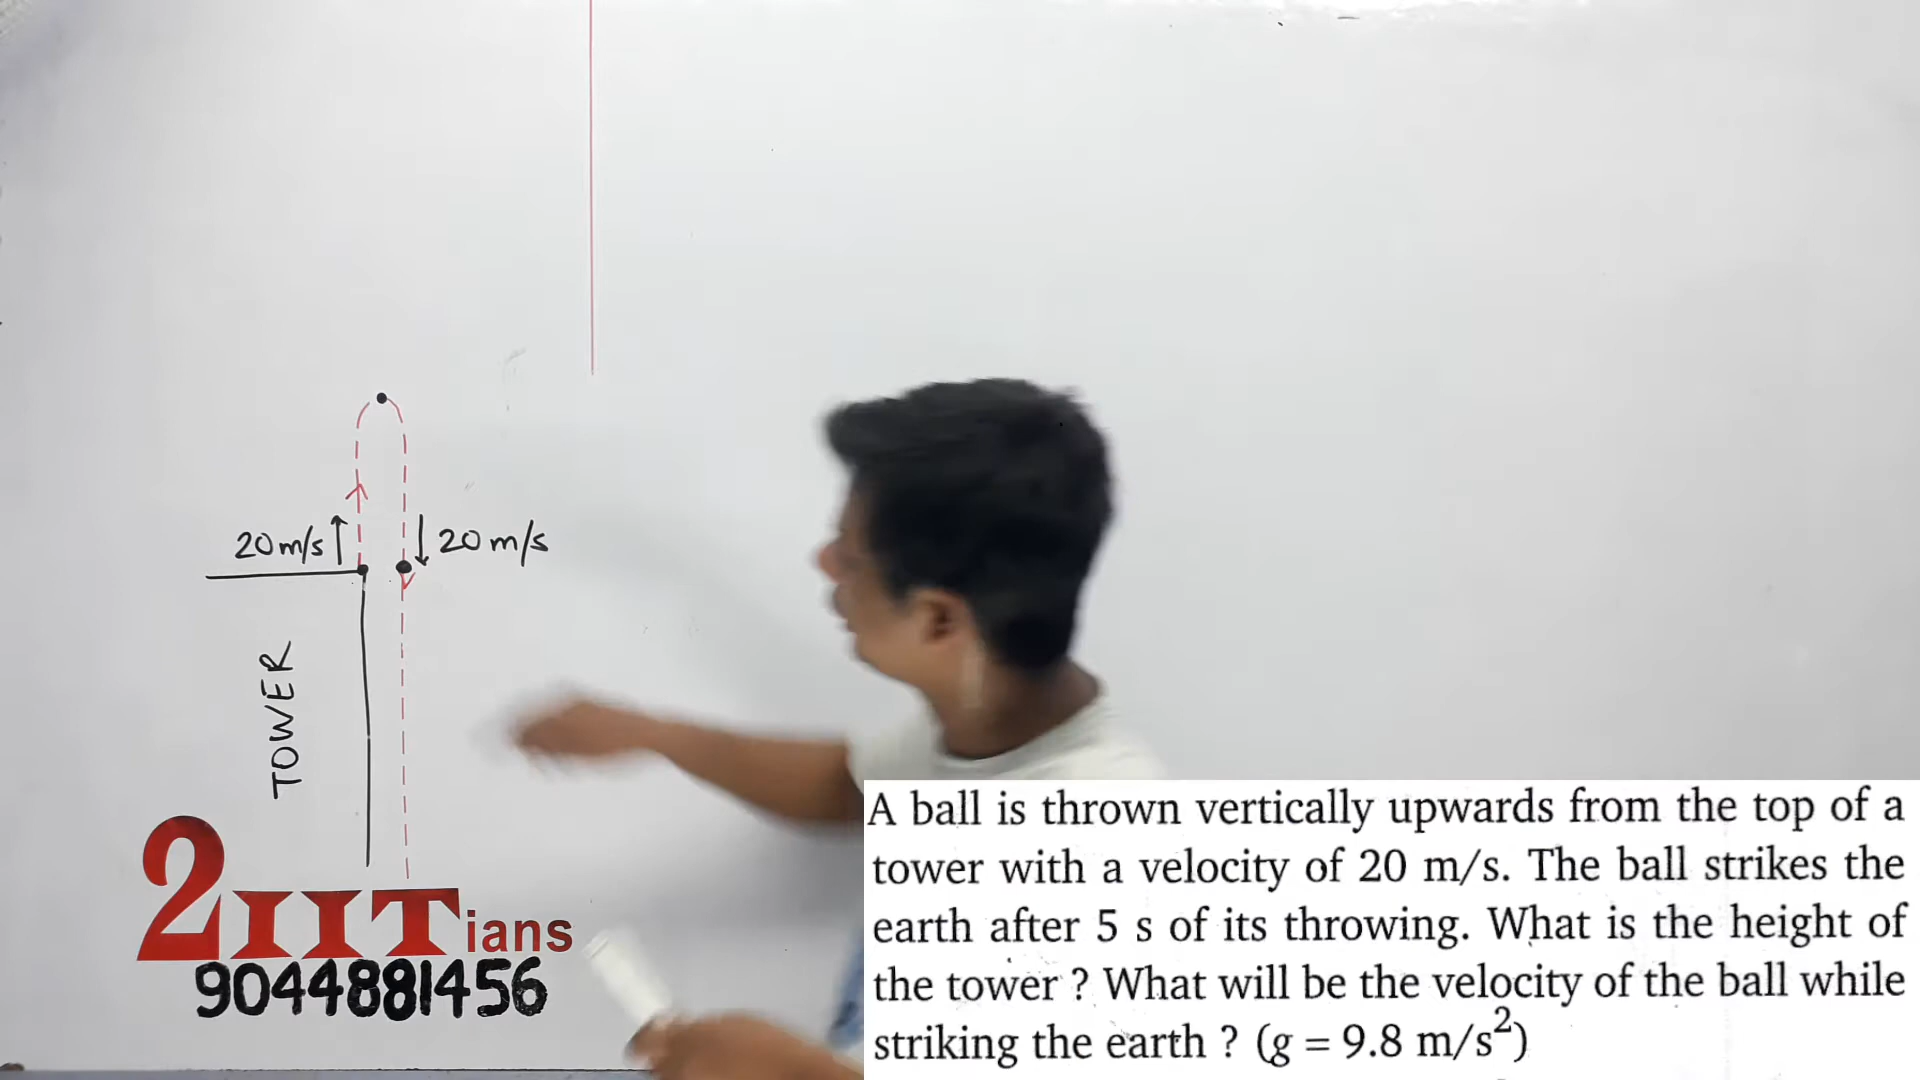 20m/s
20 m/s
TOWER
2IITians
9044881456
A ball is thrown vertically upwards from the top of a
tower with a velocity of 20 m/s. The ball strikes the
earth after 5 s of its throwing. What is the height of
the tower ? What will be the velocity of the ball while
striking the earth ? (g = 9.8 m/s²)